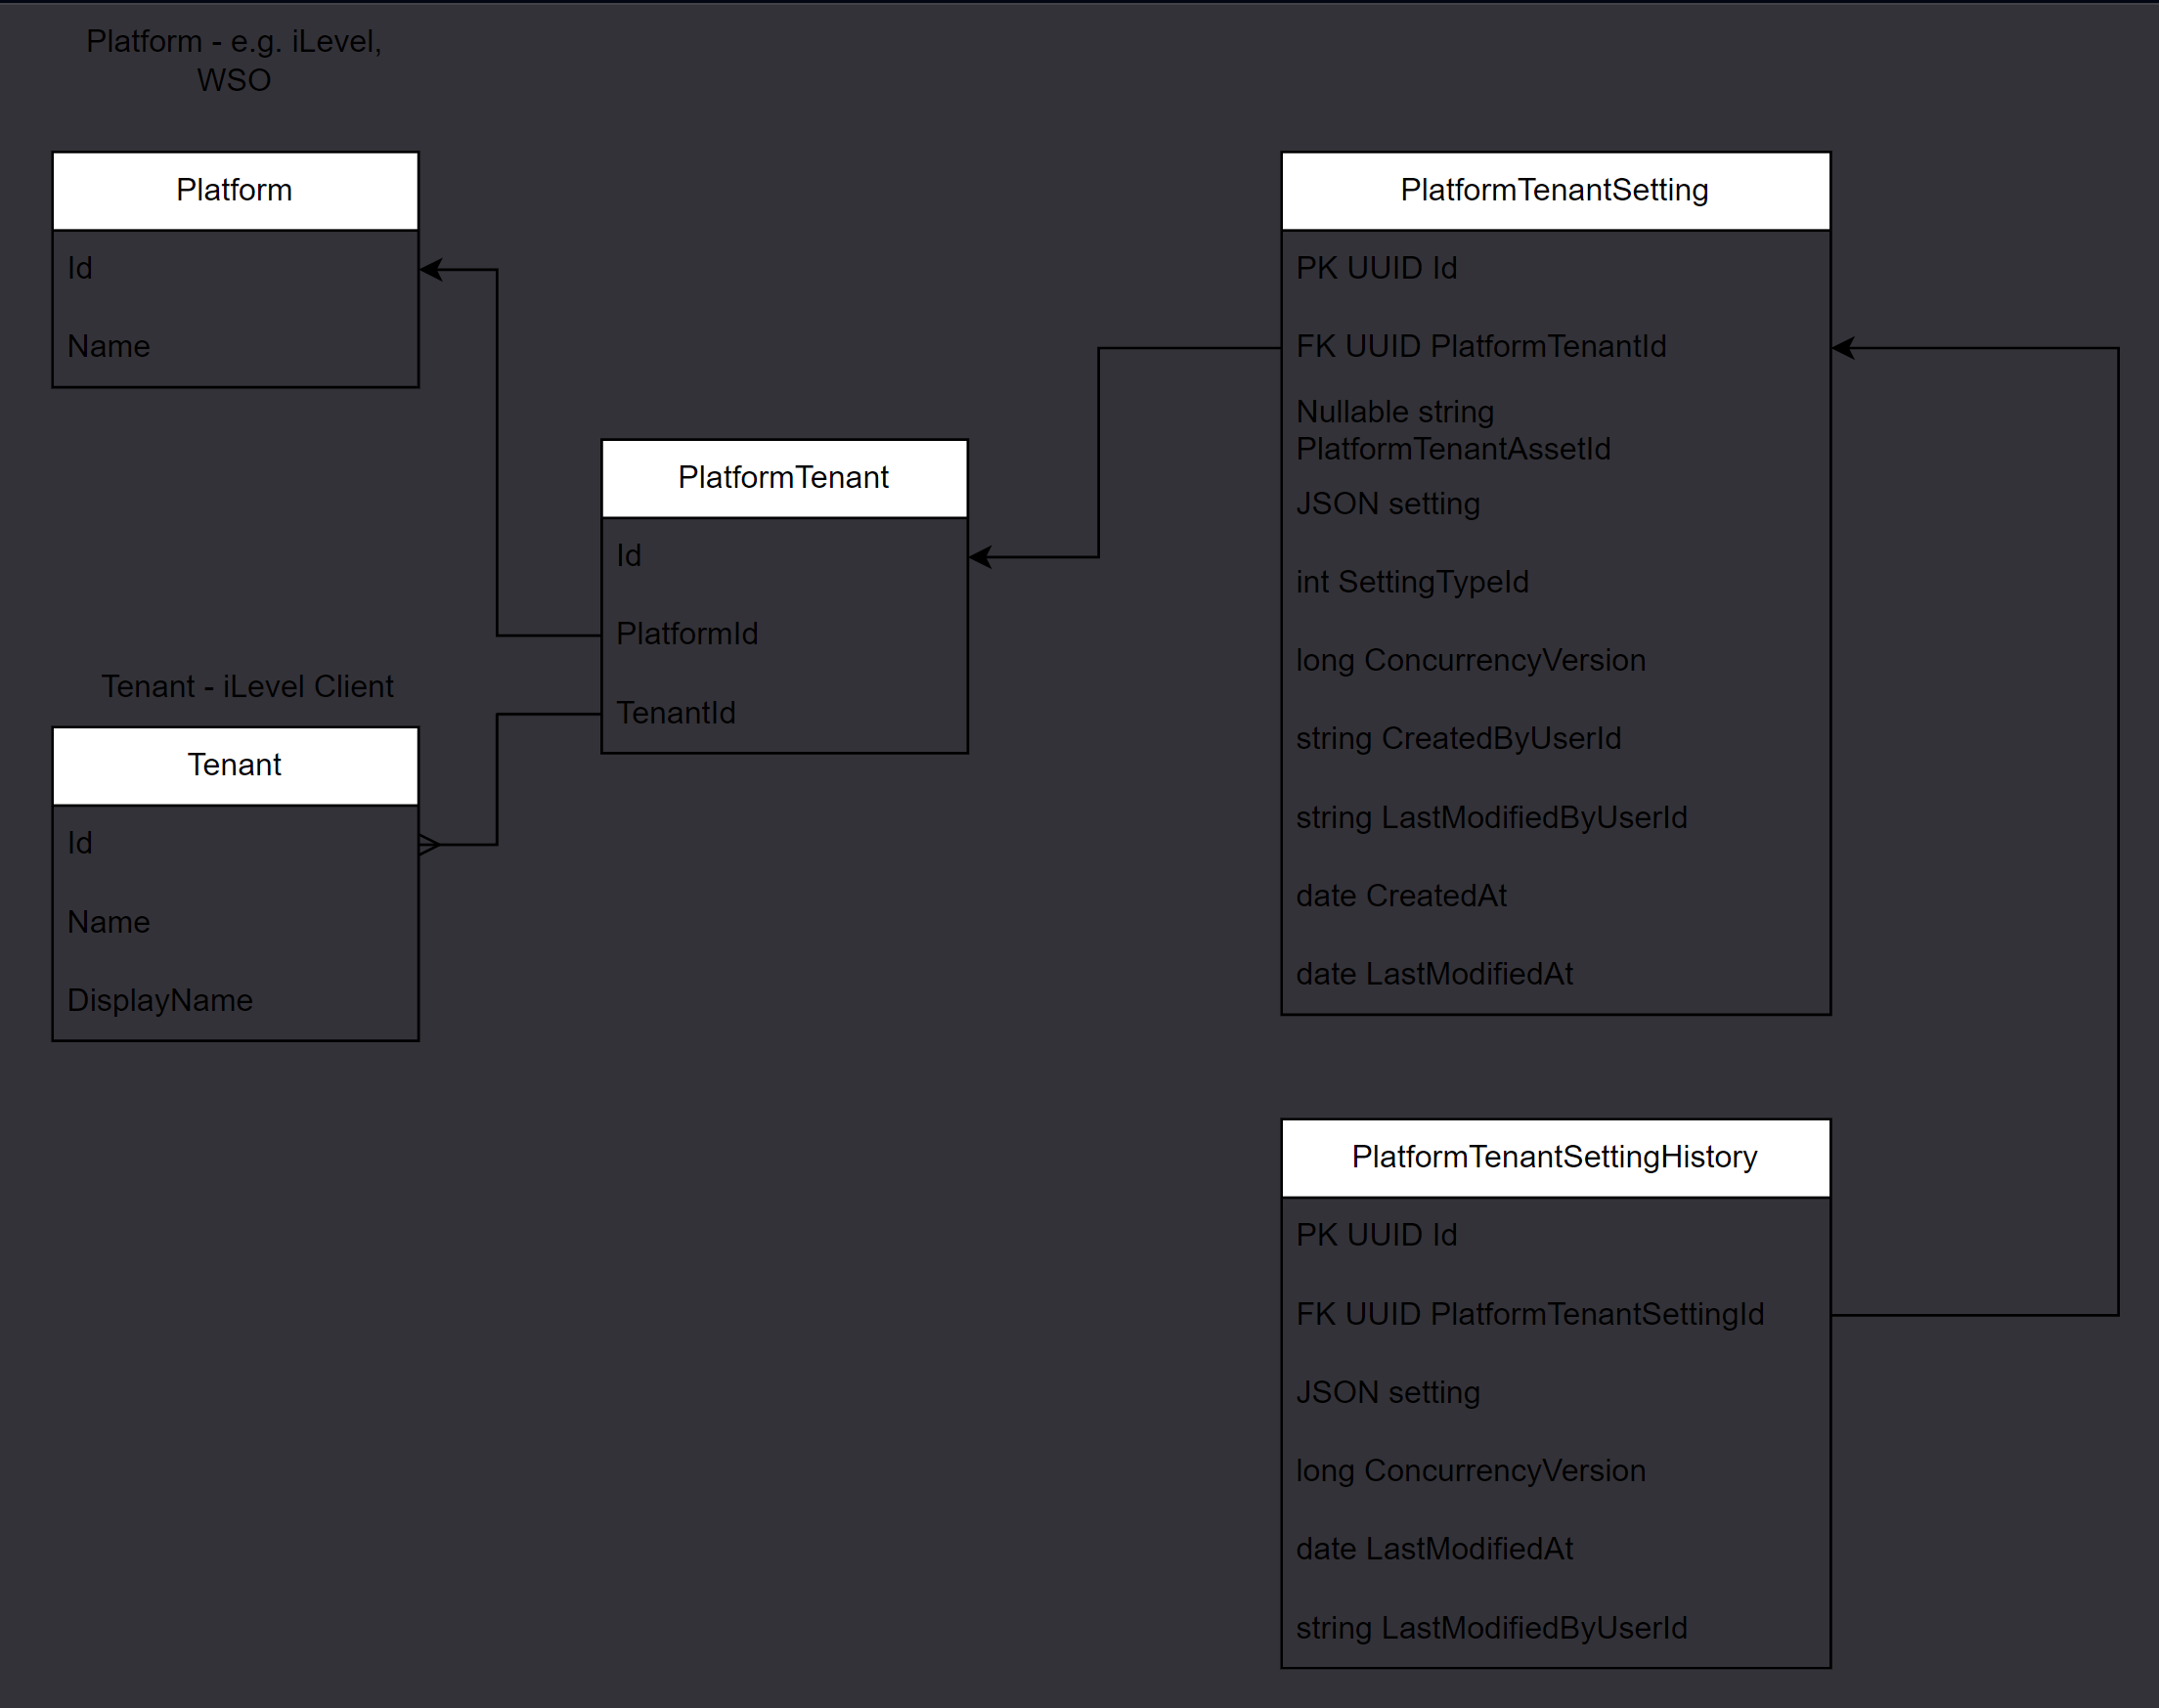 Platform - e.g. iLevel,
WSO
Platform
Id
Name
Tenant - iLevel Client
Tenant
Id
Name
DisplayName
PlatformTenant
Id
PlatformId
TenantId
PlatformTenantSetting
PK UUID Id
FK UUID PlatformTenantId
Nullable string
PlatformTenantAssetId
JSON setting
int SettingTypeId
long ConcurrencyVersion
string CreatedByUserId
string LastModifiedByUserId
date CreatedAt
date LastModifiedAt
PlatformTenantSettingHistory
PK UUID Id
FK UUID PlatformTenantSettingId
JSON setting
long ConcurrencyVersion
date LastModifiedAt
string LastModifiedByUserId